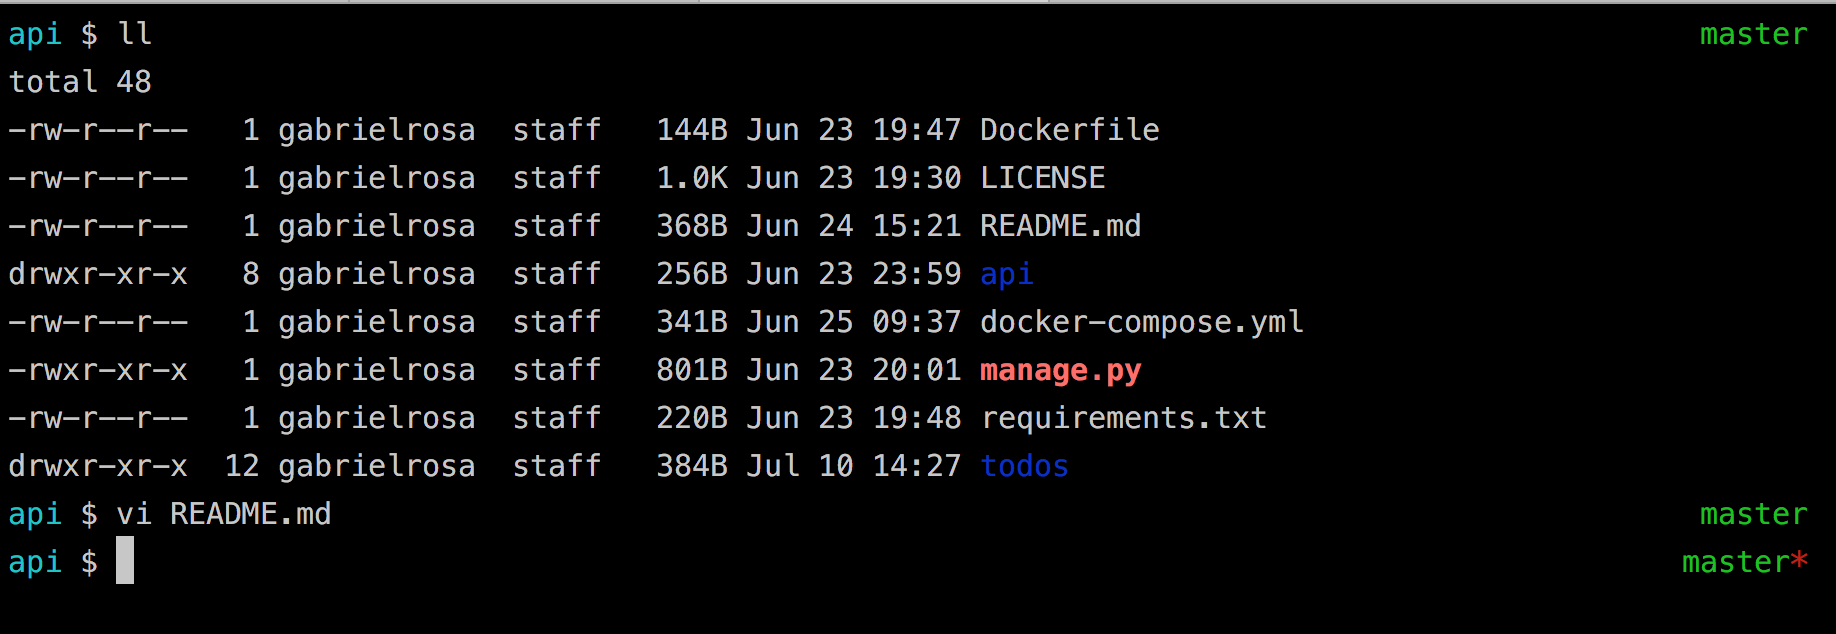 api $ ll master
total 48
-rw-r--r-- 1 gabrielrosa staff 144B Jun 23 19:47 Dockerfile
-rw-r--r-- 1 gabrielrosa staff 1.0K Jun 23 19:30 LICENSE
-rw-r--r-- 1 gabrielrosa staff 368B Jun 24 15:21 README.md
drwxr-xr-x 8 gabrielrosa staff 256B Jun 23 23:59 api
-rw-r--r-- 1 gabrielrosa staff 341B Jun 25 09:37 docker-compose.yml
-rwxr-xr-x 1 gabrielrosa staff 801B Jun 23 20:01 manage.py
-rw-r--r-- 1 gabrielrosa staff 220B Jun 23 19:48 requirements.txt
drwxr-xr-x 12 gabrielrosa staff 384B Jul 10 14:27 todos
api $ vi README.md master
api $ master*